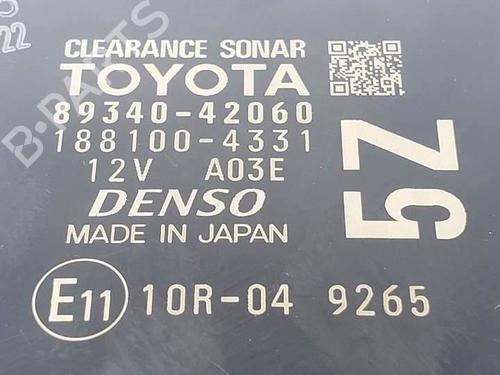 22
CLEARANCE SONAR
TOYOTA
89340-42060
188100-4331
12V A03E
DENSO
MADE IN JAPAN
E11 10R-04 9265
5Z
B-PARTS